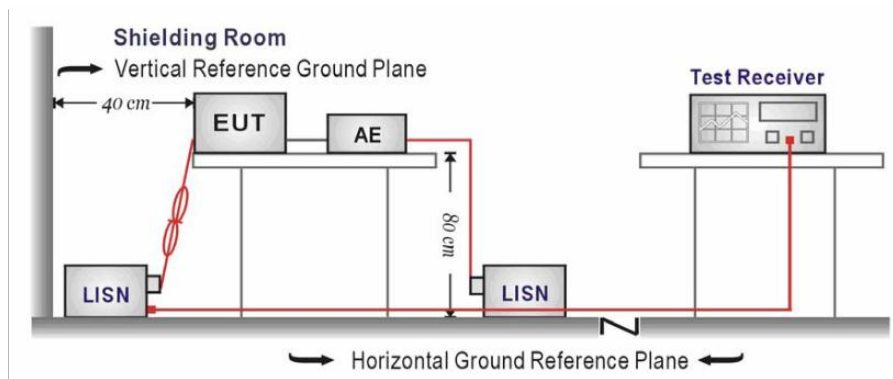 Shielding Room
Vertical Reference Ground Plane
40 cm
EUT
AE
Test Receiver
80 cm
LISN
LISN
Horizontal Ground Reference Plane